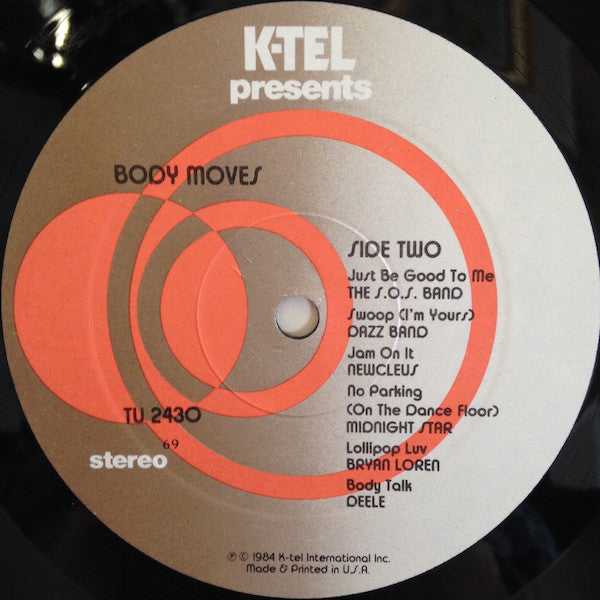 K-TEL
presents
BODY MOVES
SIDE TWO
Just Be Good To Me
THE S.O.S. BAND
Swoop (I'm Yours)
DAZZ BAND
Jam On It
NEWCLEUS
No Parking
(On The Dance Floor)
MIDNIGHT STAR
Lollipop Luv
BRYAN LOREN
Body Talk
DEELE
TU 2430
69
stereo
℗ © 1984 K-tel International Inc.
Made & Printed in U.S.A.